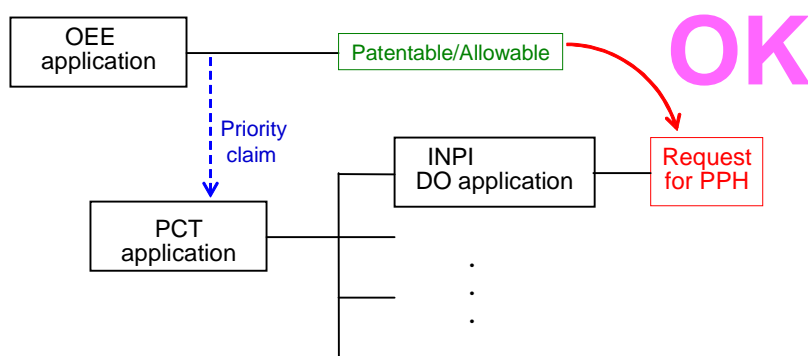 OEE
application
Patentable/Allowable
OK
Priority
claim
INPI
DO application
Request
for PPH
PCT
application